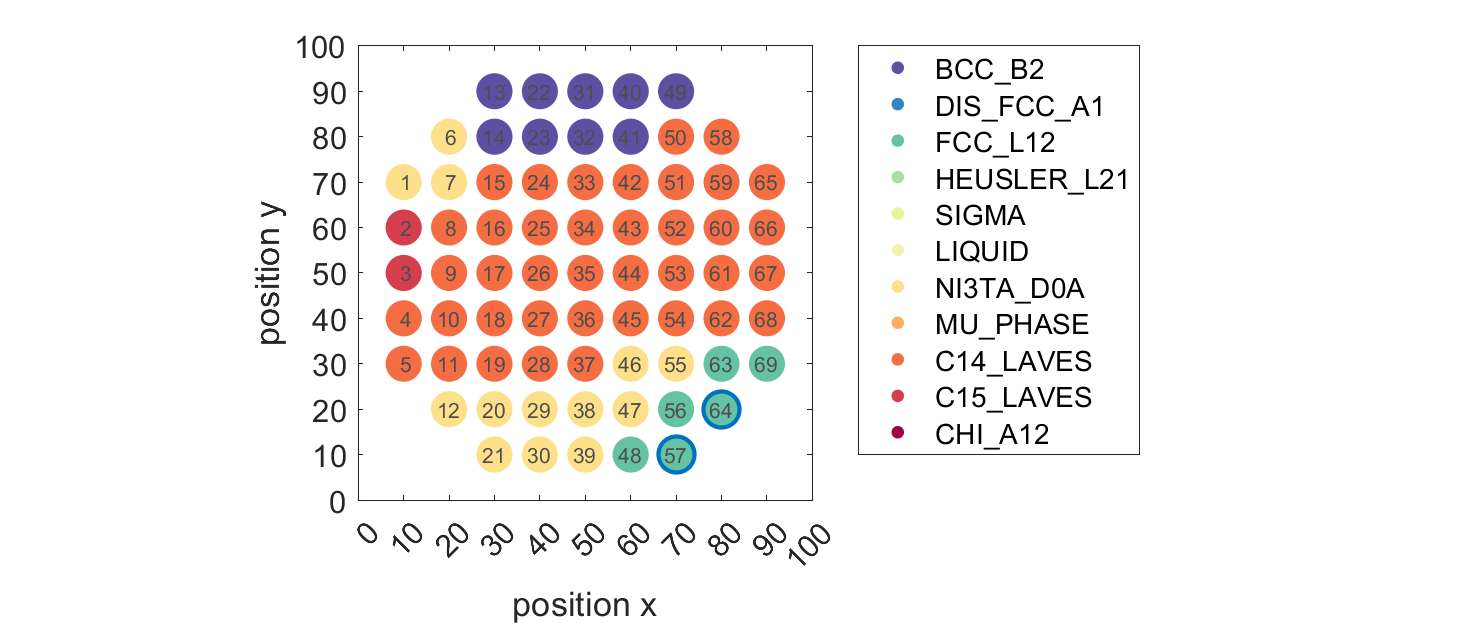 100
90
80
70
60
50
40
30
20
10
0
position y
13 22 31 40 49
6 14 23 32 41 50 58
1 7 15 24 33 42 51 59 65
2 8 16 25 34 43 52 60 66
3 9 17 26 35 44 53 61 67
4 10 18 27 36 45 54 62 68
5 11 19 28 37 46 55 63 69
12 20 29 38 47 56 64
21 30 39 48 57
0 10 20 30 40 50 60 70 80 90 100
position x
BCC_B2
DIS_FCC_A1
FCC_L12
HEUSLER_L21
SIGMA
LIQUID
NI3TA_D0A
MU_PHASE
C14_LAVES
C15_LAVES
CHI_A12